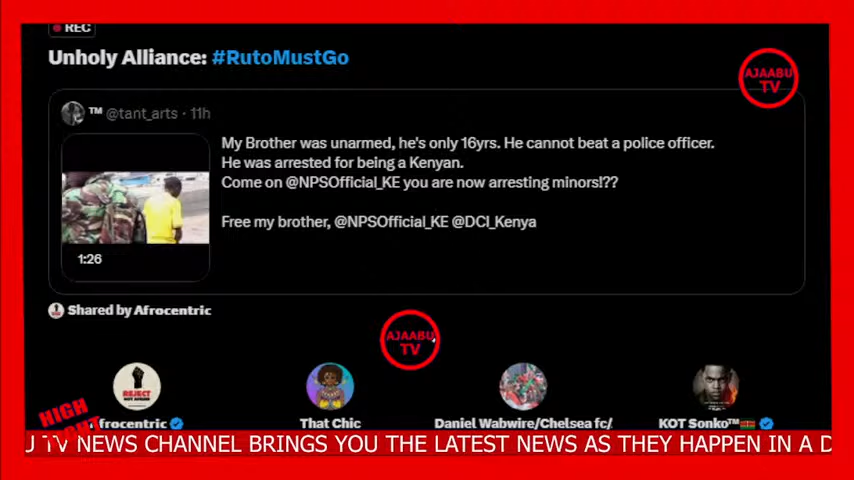 REC
Unholy Alliance: #RutoMustGo
AJAABU
TV
™ @tant_arts · 11h
My Brother was unarmed, he's only 16yrs. He cannot beat a police officer.
He was arrested for being a Kenyan.
Come on @NPSOfficial_KE you are now arresting minors!??
Free my brother, @NPSOfficial_KE @DCI_Kenya
1:26
Shared by Afrocentric
AJAABU
TV
REJECT
HIGH
frocentric
That Chic
Daniel Wabwire/Chelsea fc/
KOT Sonko™🇰🇪
U TV NEWS CHANNEL BRINGS YOU THE LATEST NEWS AS THEY HAPPEN IN A D